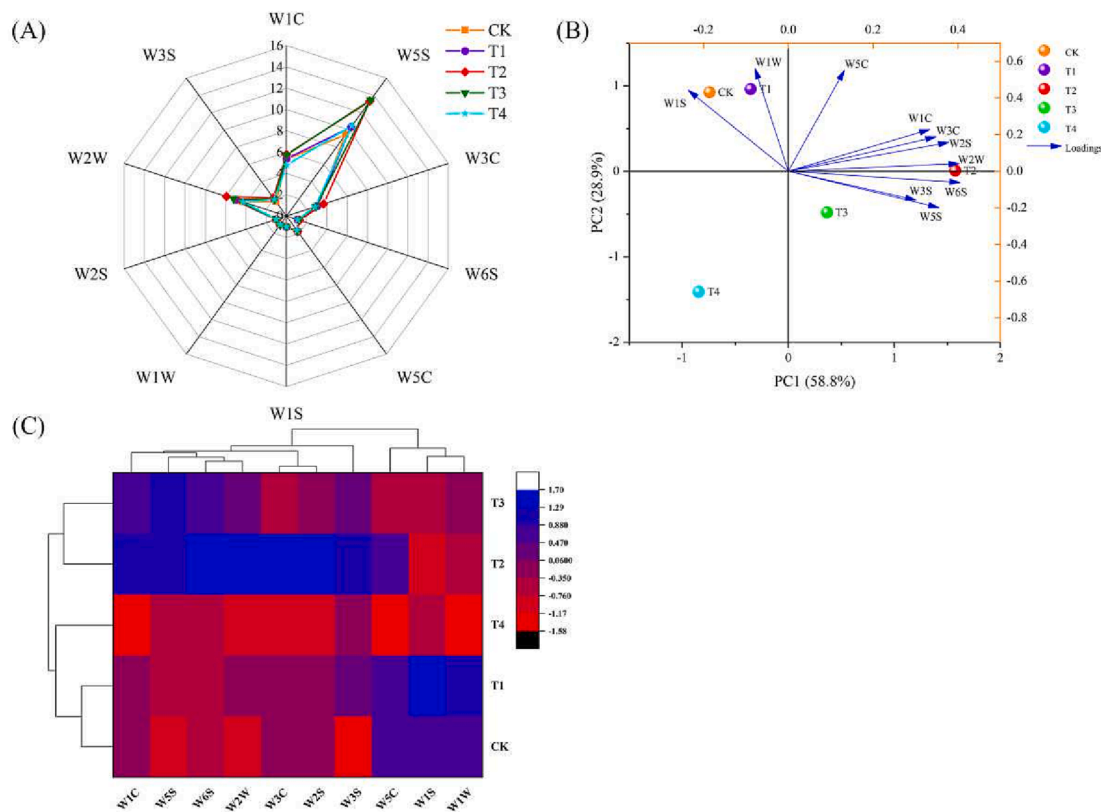 (A)
W1C
W5S
W3C
W6S
W5C
W1S
W1W
W2S
W2W
W3S
16
14
12
10
8
6
4
2
0
CK
T1
T2
T3
T4
(B)
-0.2
0.0
0.2
0.4
1
0
-1
-2
PC2 (28.9%)
-1
0
1
2
PC1 (58.8%)
0.6
0.4
0.2
0.0
-0.2
-0.4
-0.6
-0.8
W1S
CK
W1W
T1
W5C
W1C
W3C
W2S
W2W
T2
W6S
W3S
W5S
T3
T4
CK
T1
T2
T3
T4
Loadings
(C)
T3
T2
T4
T1
CK
W1C
W5S
W6S
W2W
W3C
W2S
W3S
W5C
W1S
W1W
1.70
1.29
0.880
0.470
0.0600
-0.350
-0.760
-1.17
-1.58